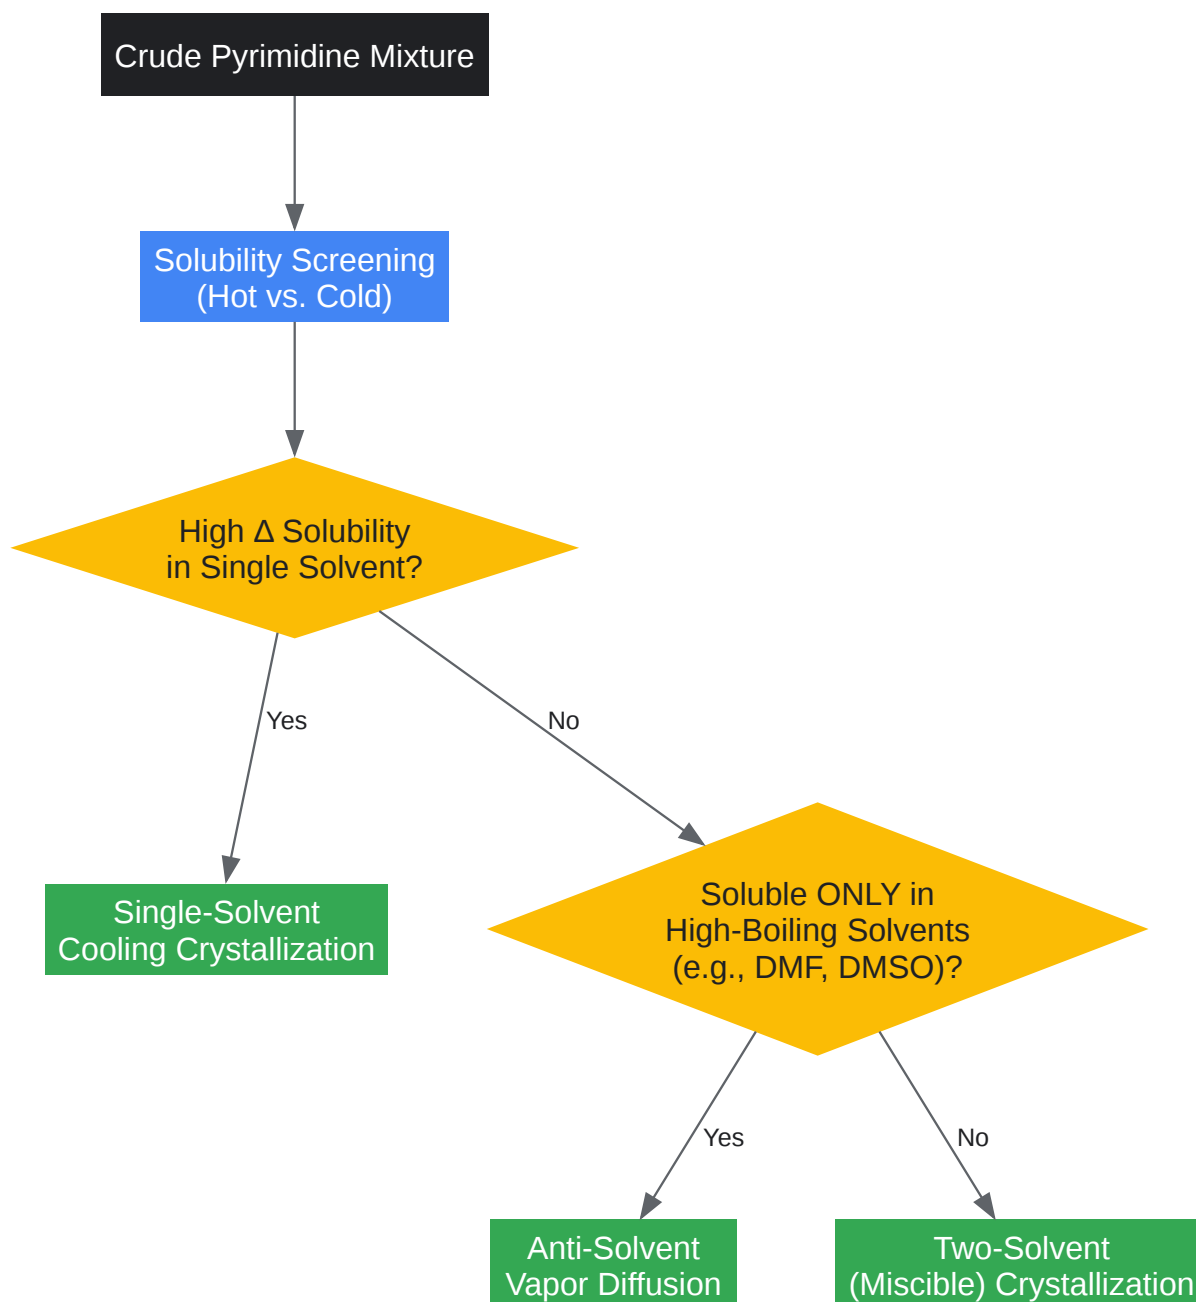 Crude Pyrimidine Mixture
Solubility Screening
(Hot vs. Cold)
High Δ Solubility
in Single Solvent?
Yes
No
Single-Solvent
Cooling Crystallization
Soluble ONLY in
High-Boiling Solvents
(e.g., DMF, DMSO)?
Yes
No
Anti-Solvent
Vapor Diffusion
Two-Solvent
(Miscible) Crystallization